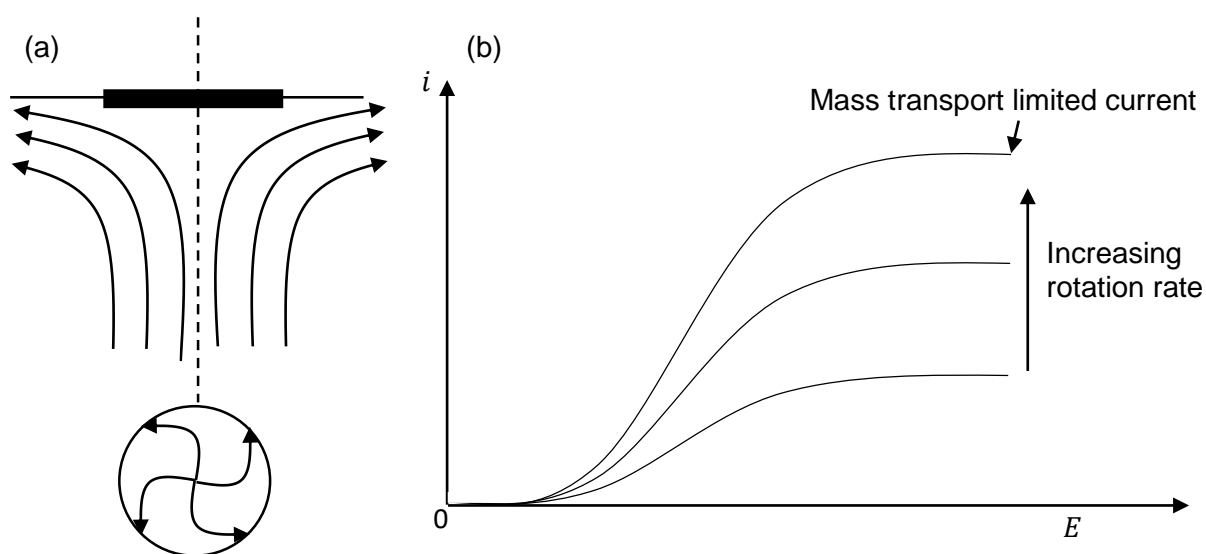 (a)
(b)
i
Mass transport limited current
Increasing
rotation rate
0
E